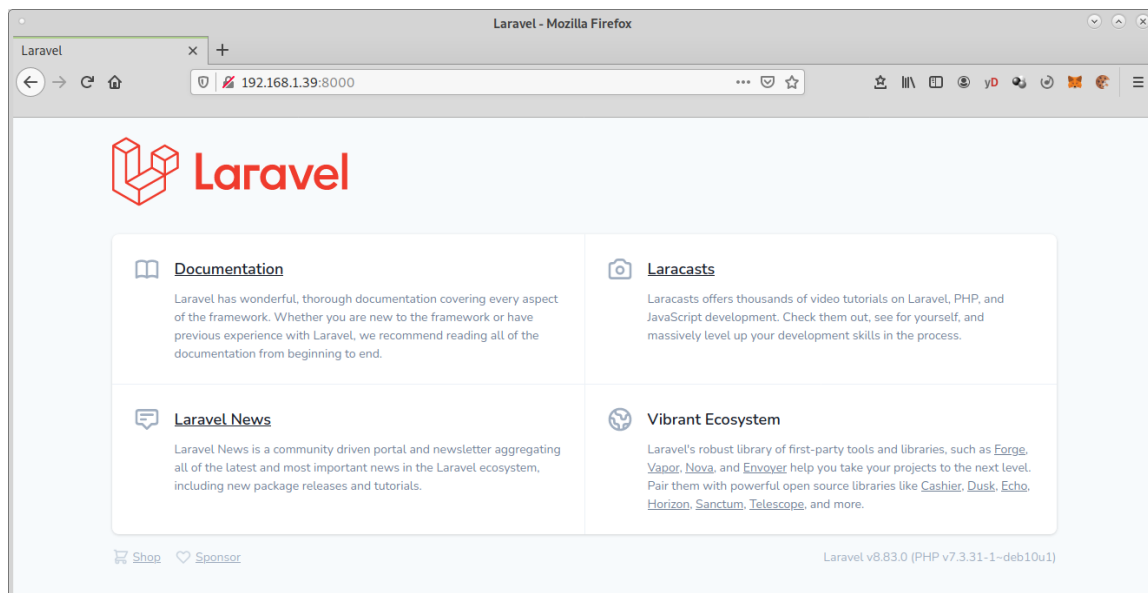 Laravel - Mozilla Firefox
Laravel
192.168.1.39:8000
yD
Laravel
Documentation
Laravel has wonderful, thorough documentation covering every aspect
of the framework. Whether you are new to the framework or have
previous experience with Laravel, we recommend reading all of the
documentation from beginning to end.
Laracasts
Laracasts offers thousands of video tutorials on Laravel, PHP, and
JavaScript development. Check them out, see for yourself, and
massively level up your development skills in the process.
Laravel News
Laravel News is a community driven portal and newsletter aggregating
all of the latest and most important news in the Laravel ecosystem,
including new package releases and tutorials.
Vibrant Ecosystem
Laravel's robust library of first-party tools and libraries, such as Forge,
Vapor, Nova, and Envoyer help you take your projects to the next level.
Pair them with powerful open source libraries like Cashier, Dusk, Echo,
Horizon, Sanctum, Telescope, and more.
Shop Sponsor
Laravel v8.83.0 (PHP v7.3.31-1~deb10u1)